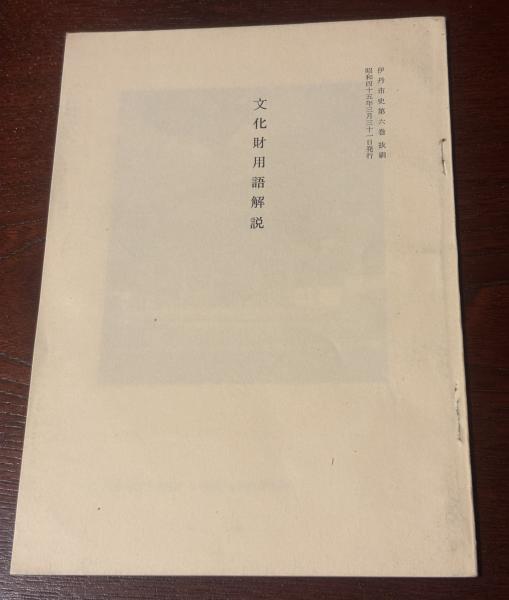 伊丹市史第六巻 抜刷
昭和四十五年三月三十一日発行
文化財用語解説